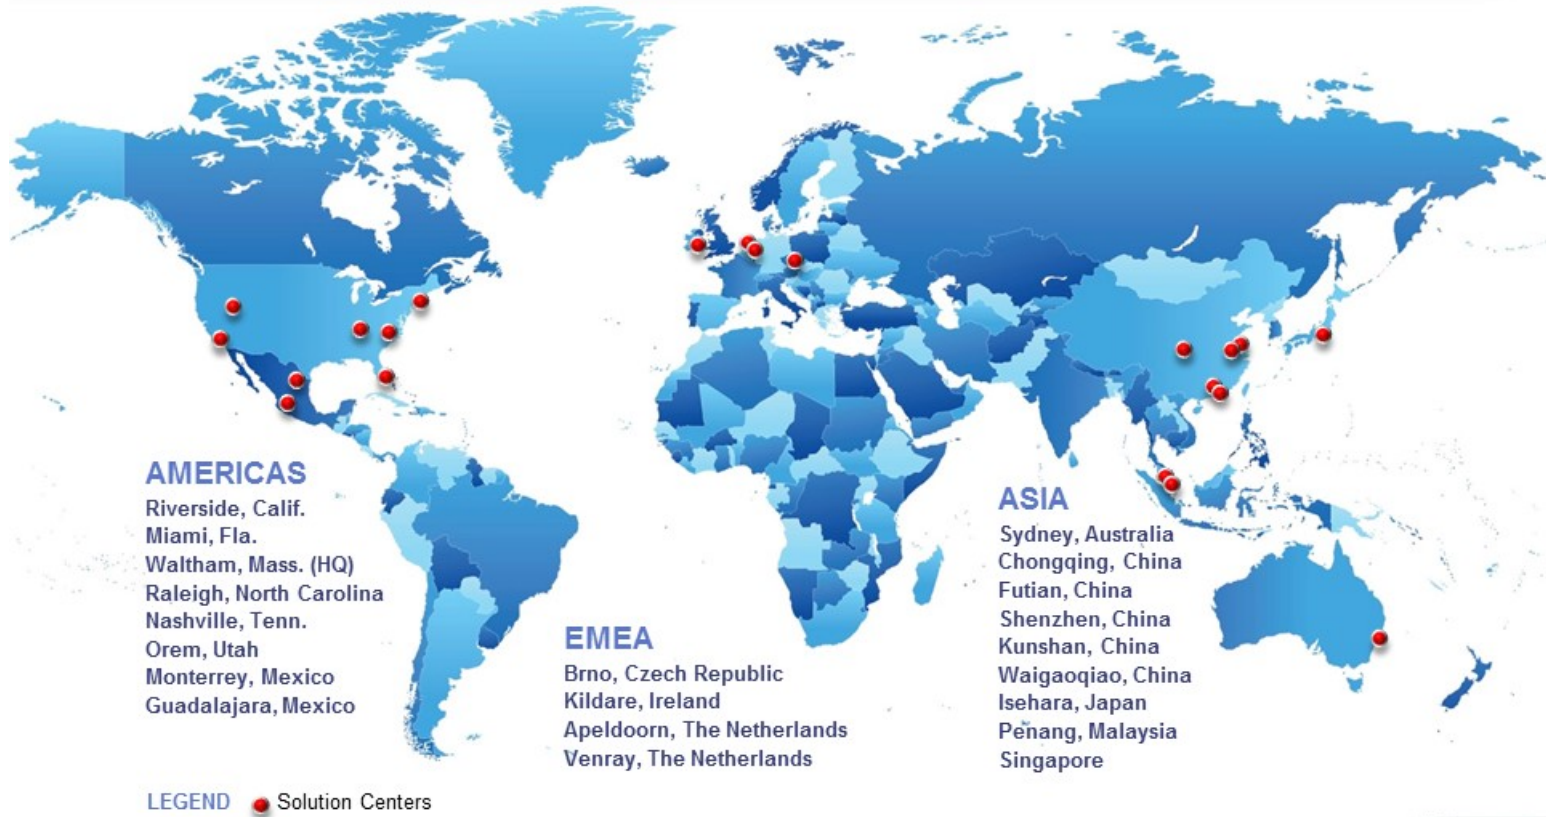 AMERICAS
Riverside, Calif.
Miami, Fla.
Waltham, Mass. (HQ)
Raleigh, North Carolina
Nashville, Tenn.
Orem, Utah
Monterrey, Mexico
Guadalajara, Mexico
EMEA
Brno, Czech Republic
Kildare, Ireland
Apeldoorn, The Netherlands
Venray, The Netherlands
ASIA
Sydney, Australia
Chongqing, China
Futian, China
Shenzhen, China
Kunshan, China
Waigaoqiao, China
Isehara, Japan
Penang, Malaysia
Singapore
LEGEND Solution Centers